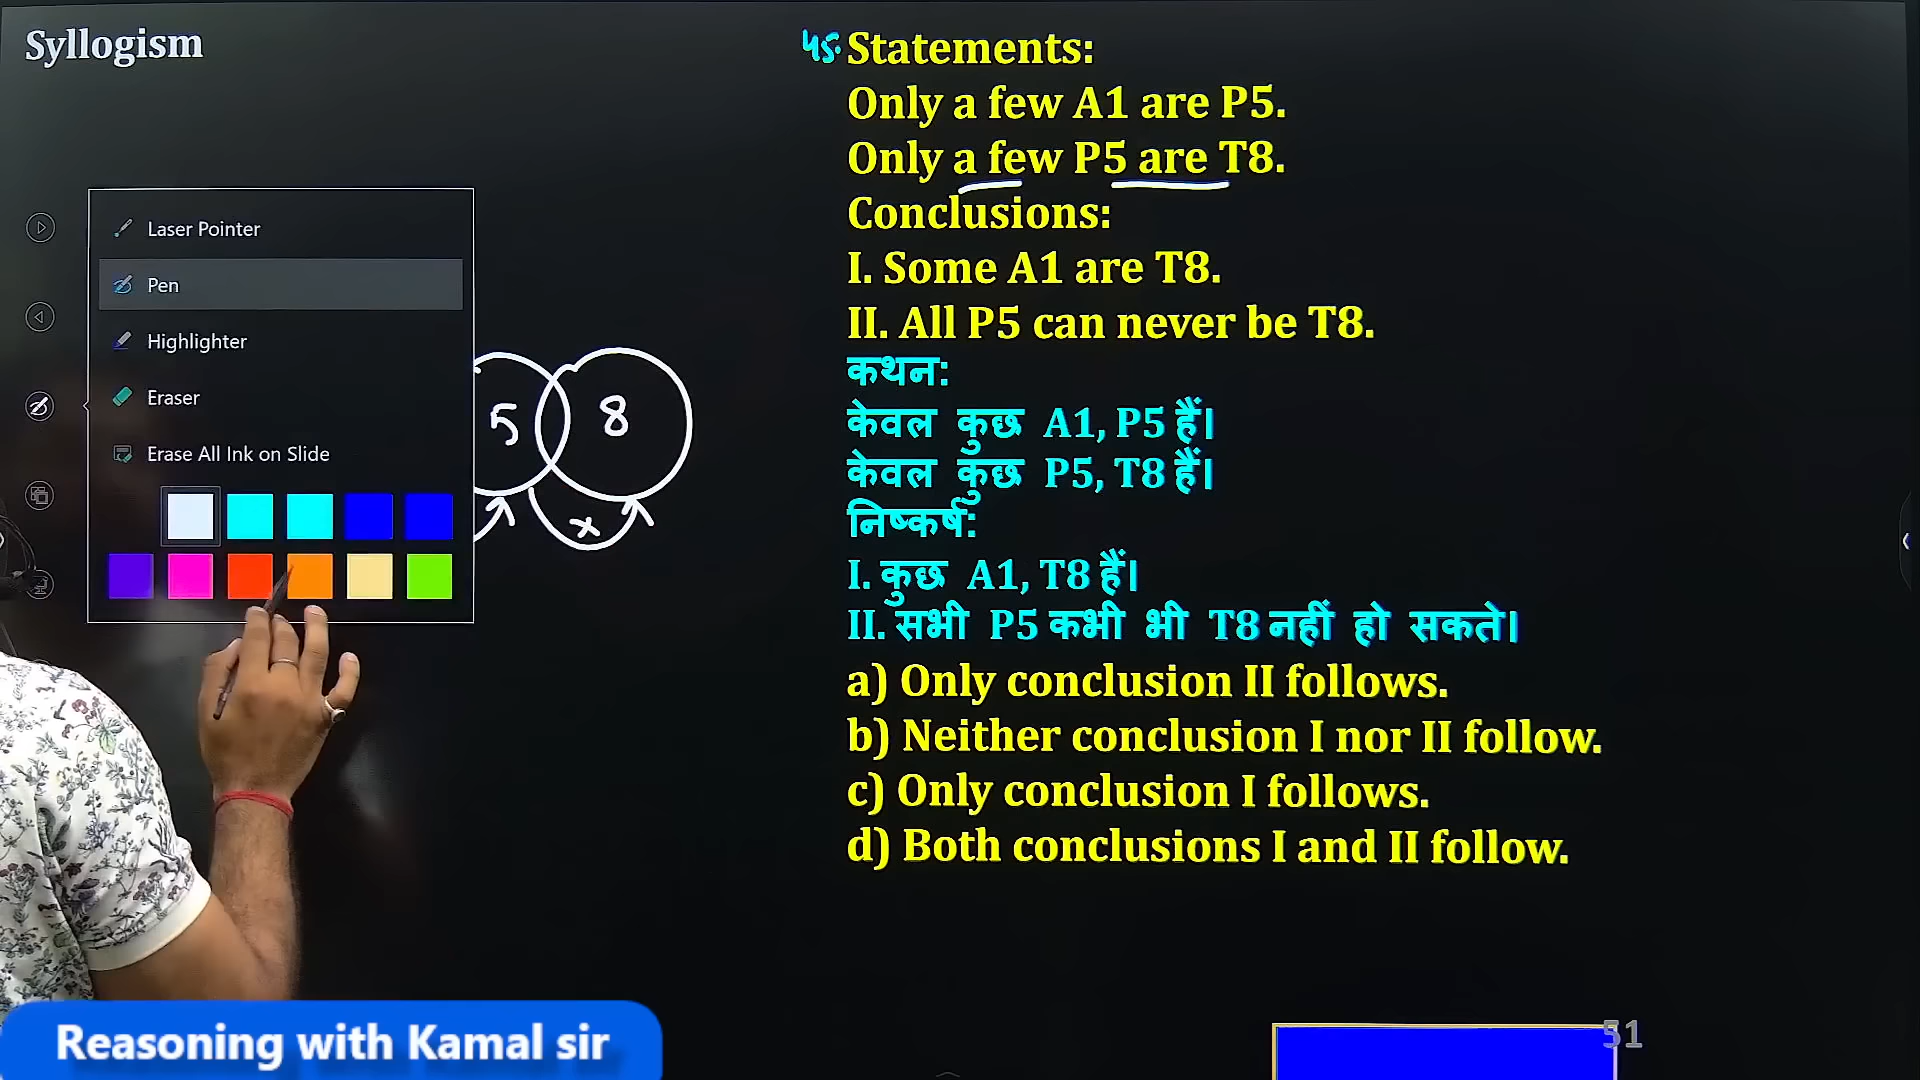 Syllogism
45. Statements:
Only a few A1 are P5.
Only a few P5 are T8.
Conclusions:
I. Some A1 are T8.
II. All P5 can never be T8.
कथन:
केवल कुछ A1, P5 हैं।
केवल कुछ P5, T8 हैं।
निष्कर्ष:
I. कुछ A1, T8 हैं।
II. सभी P5 कभी भी T8 नहीं हो सकते।
a) Only conclusion II follows.
b) Neither conclusion I nor II follow.
c) Only conclusion I follows.
d) Both conclusions I and II follow.
Laser Pointer
Pen
Highlighter
Eraser
Erase All Ink on Slide
5 8
x
Reasoning with Kamal sir
51